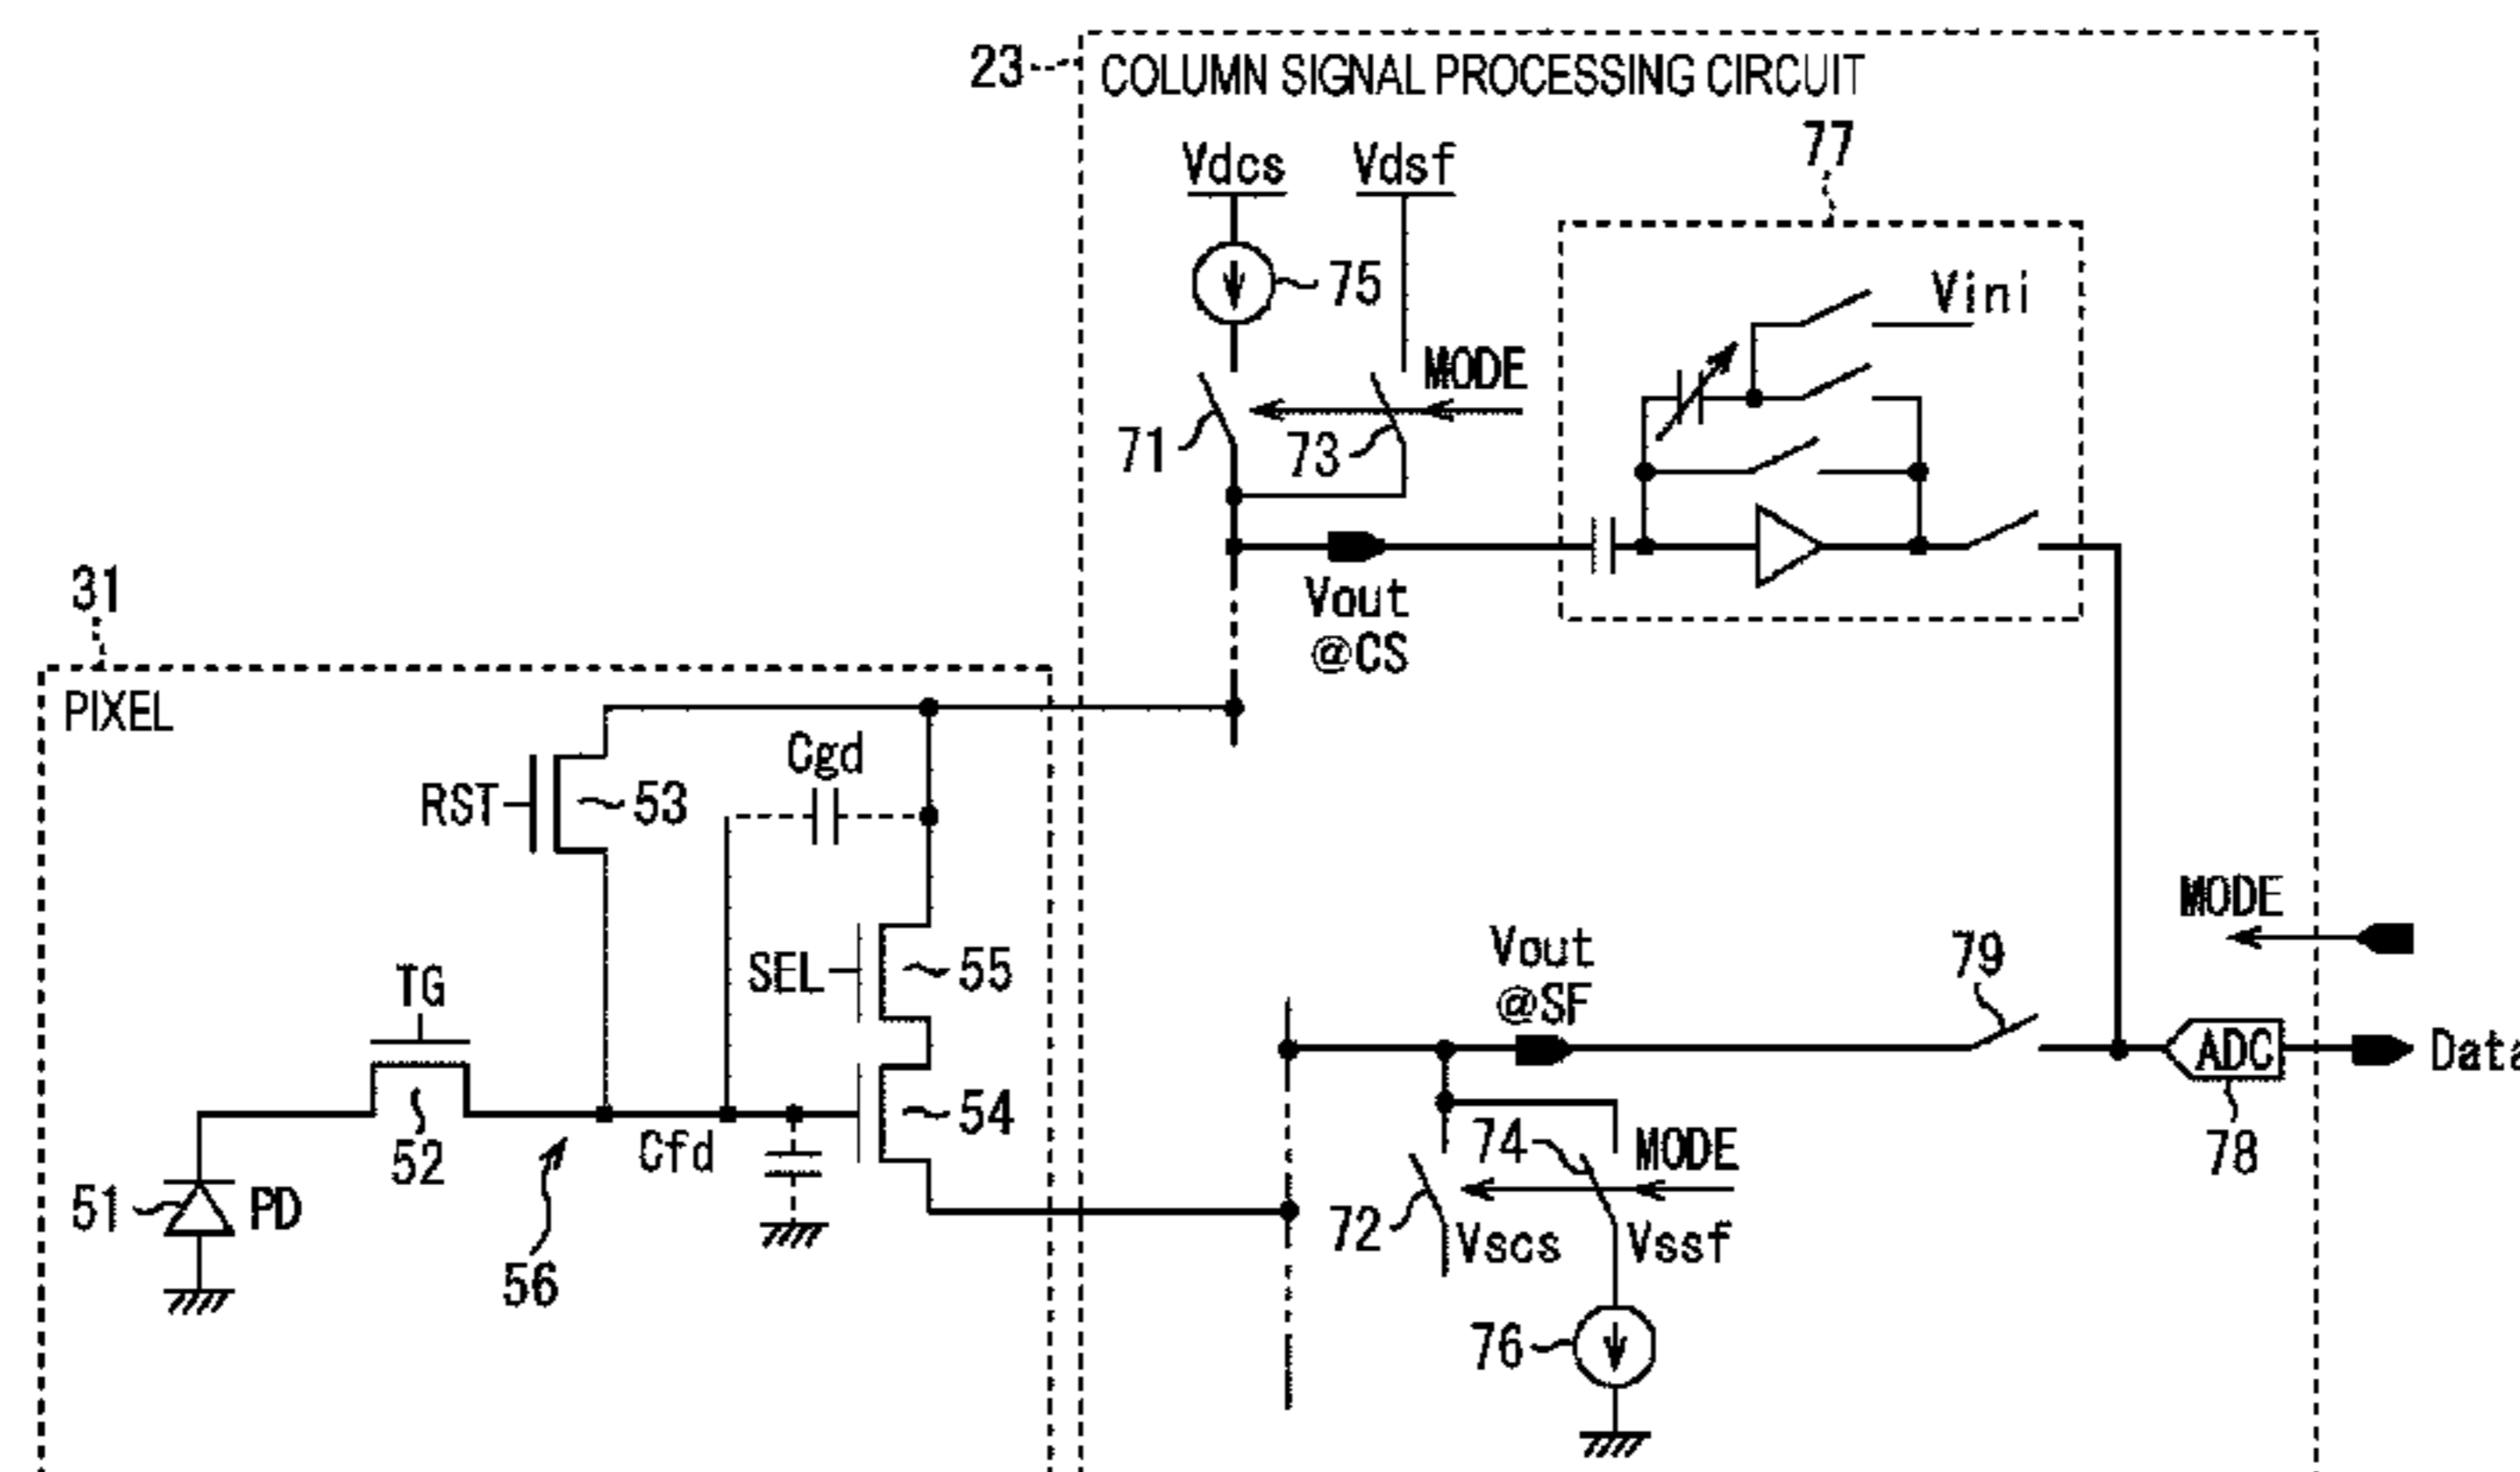 23
COLUMN SIGNAL PROCESSING CIRCUIT
77
Vdcs
Vdsf
75
Vini
MODE
71
73
Vout
@CS
31
PIXEL
Cgd
RST
53
MODE
Vout
@SF
79
SEL
55
TG
ADC
Data
54
52
Cfd
74
MODE
78
51
PD
72
Vscs
Vssf
56
76